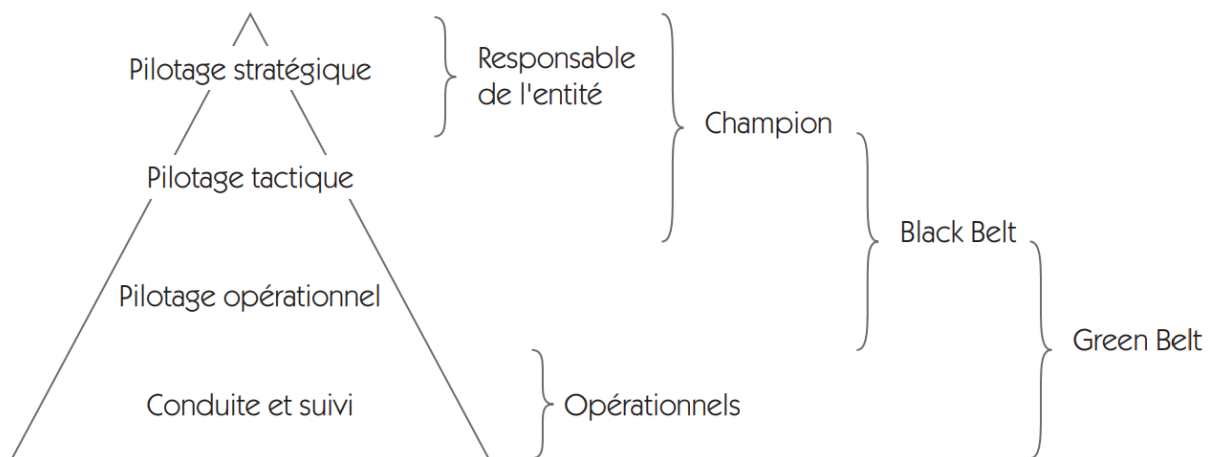 Pilotage stratégique
Responsable
de l'entité
Champion
Pilotage tactique
Black Belt
Pilotage opérationnel
Green Belt
Conduite et suivi
Opérationnels